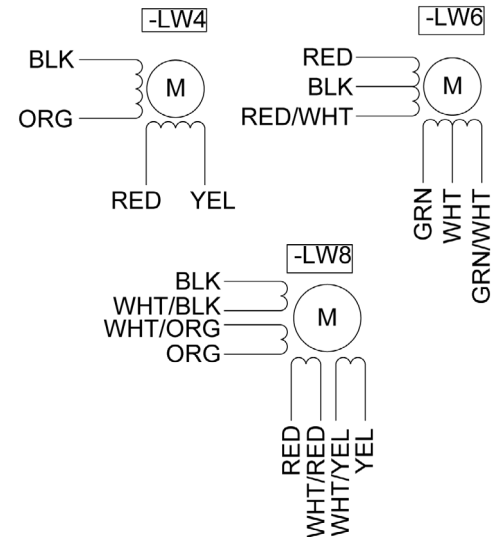 -LW4
BLK
M
ORG
RED YEL
-LW6
RED
BLK
M
RED/WHT
GRN
WHT
GRN/WHT
-LW8
BLK
WHT/BLK
WHT/ORG
ORG
M
RED
WHT/RED
WHT/YEL
YEL